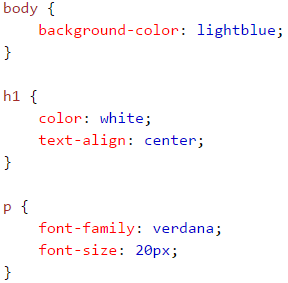 body {
    background-color: lightblue;
}

h1 {
    color: white;
    text-align: center;
}

p {
    font-family: verdana;
    font-size: 20px;
}